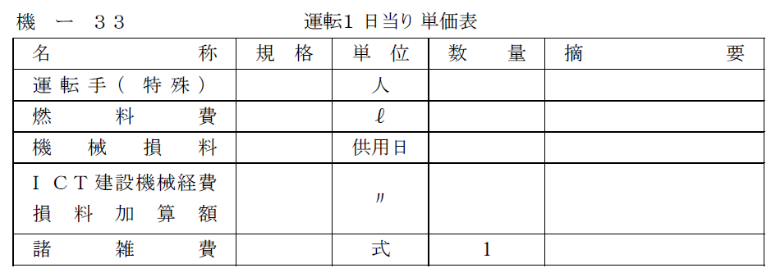 機－33 運転1日当り単価表
名称 規格 単位 数量 摘要
運転手(特殊) 人
燃料費 ℓ
機械損料 供用日
ICT建設機械経費
損料加算額 〃
諸雑費 式 1